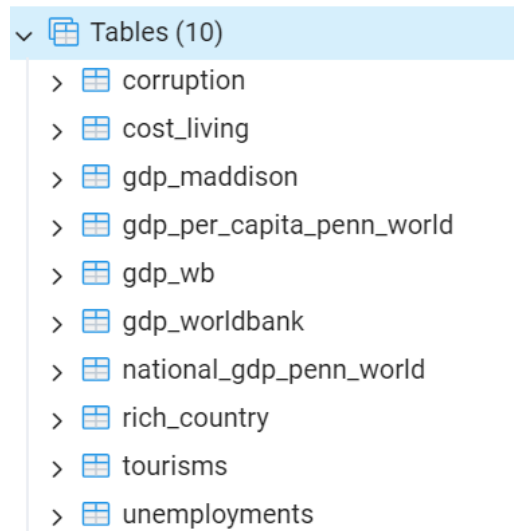 Tables (10)
corruption
cost_living
gdp_maddison
gdp_per_capita_penn_world
gdp_wb
gdp_worldbank
national_gdp_penn_world
rich_country
tourisms
unemployments